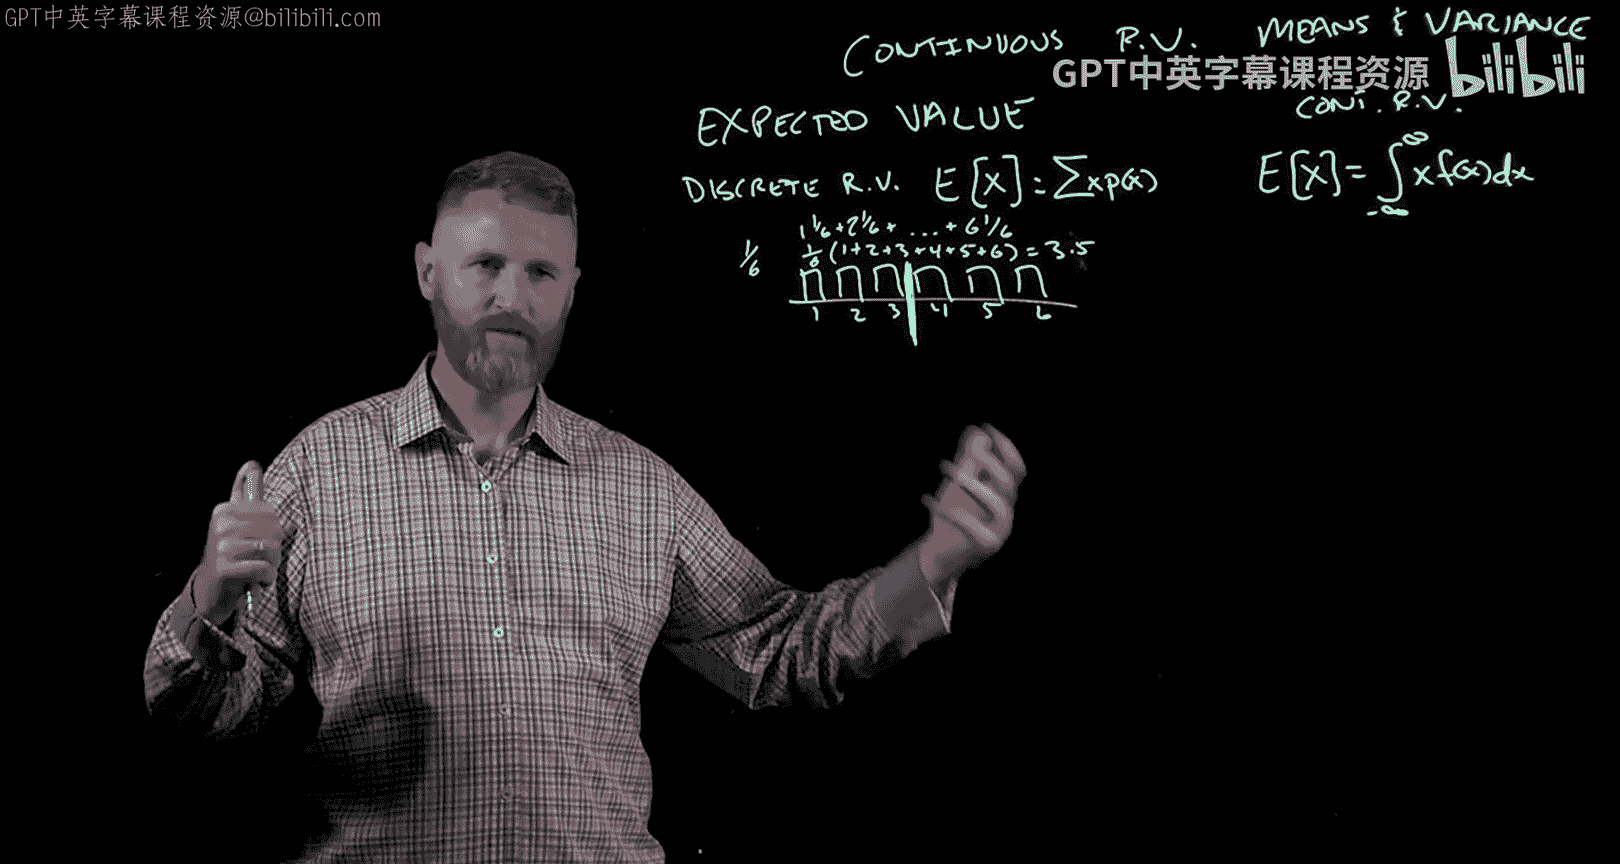 GPT中英字幕课程资源@bilibili.com
CONTINUOUS R.V. MEANS & VARIANCE
GPT中英字幕课程资源 bilibili
EXPECTED VALUE
CONT. R.V.
DISCRETE R.V. E[X] = ∑xp(x)
E[X] = ∫_{-∞}^{∞} x f(x) dx
1 1/6 + 2 1/6 + ... + 6 1/6
1/6
1/6 (1+2+3+4+5+6) = 3.5
1 2 3 4 5 6